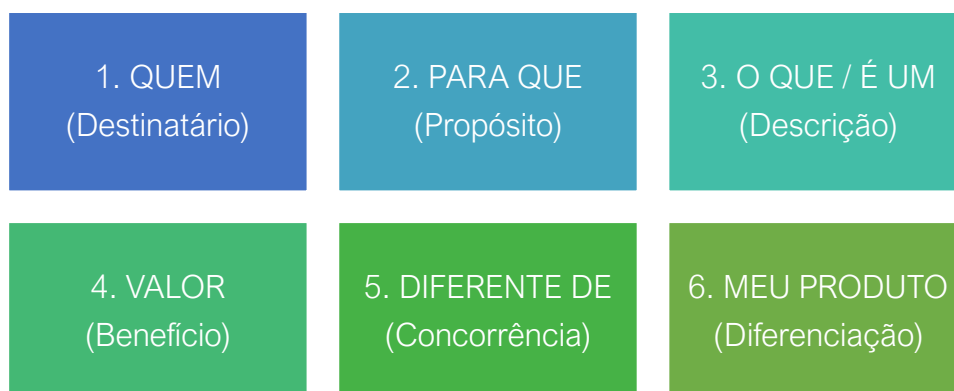 1. QUEM
(Destinatário)
2. PARA QUE
(Propósito)
3. O QUE / É UM
(Descrição)
4. VALOR
(Benefício)
5. DIFERENTE DE
(Concorrência)
6. MEU PRODUTO
(Diferenciação)